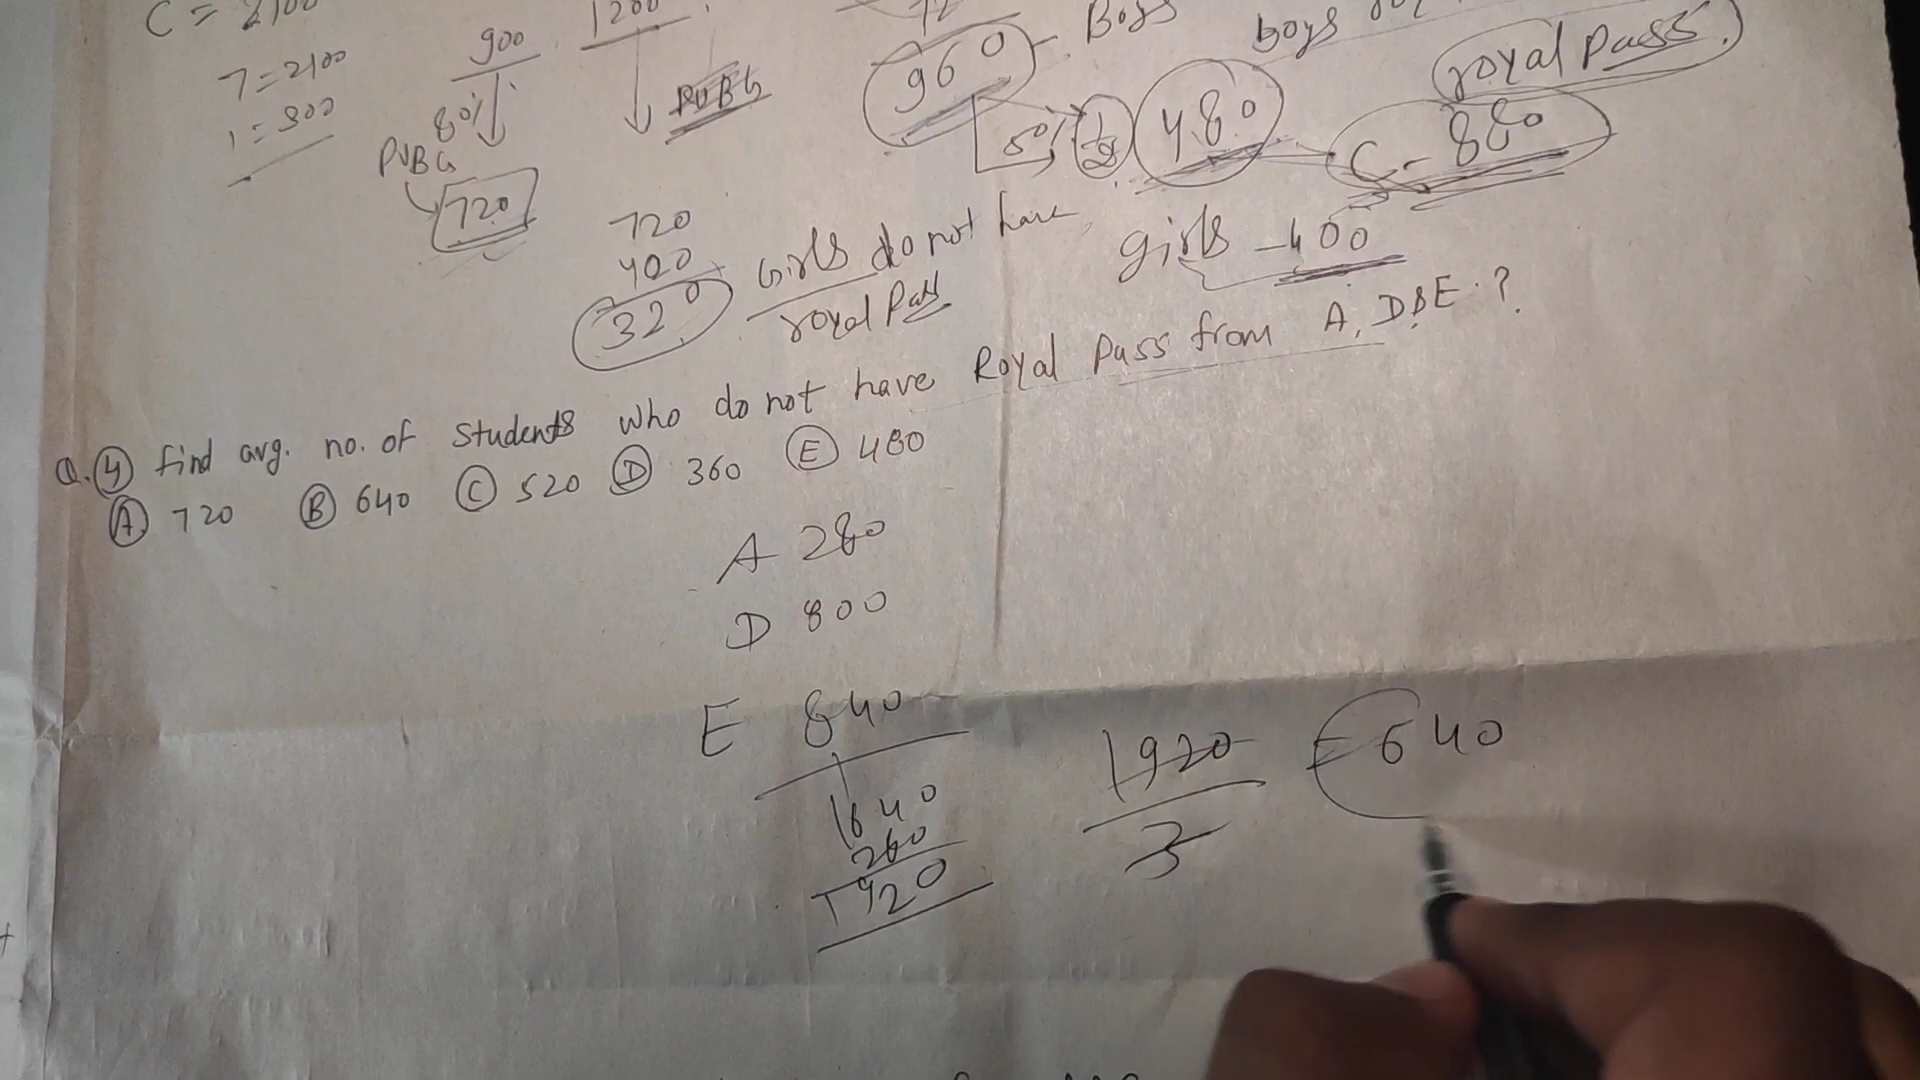 C = 2100
7 = 2100
1 = 300
900
80%
PUBG
720
1200
PUBG
720
400
320
Girls do not have
royal Pass
12
960 - Boys
50%
1/2
480
boys
royal Pass.
C - 880
girls - 400
Q. 4 find avg. no. of students who do not have Royal Pass from A, D & E . ?
A 720 B 640 C 520 D 360 E 480
A 280
D 800
E 840
1640
280
1920
1920
3
= 640